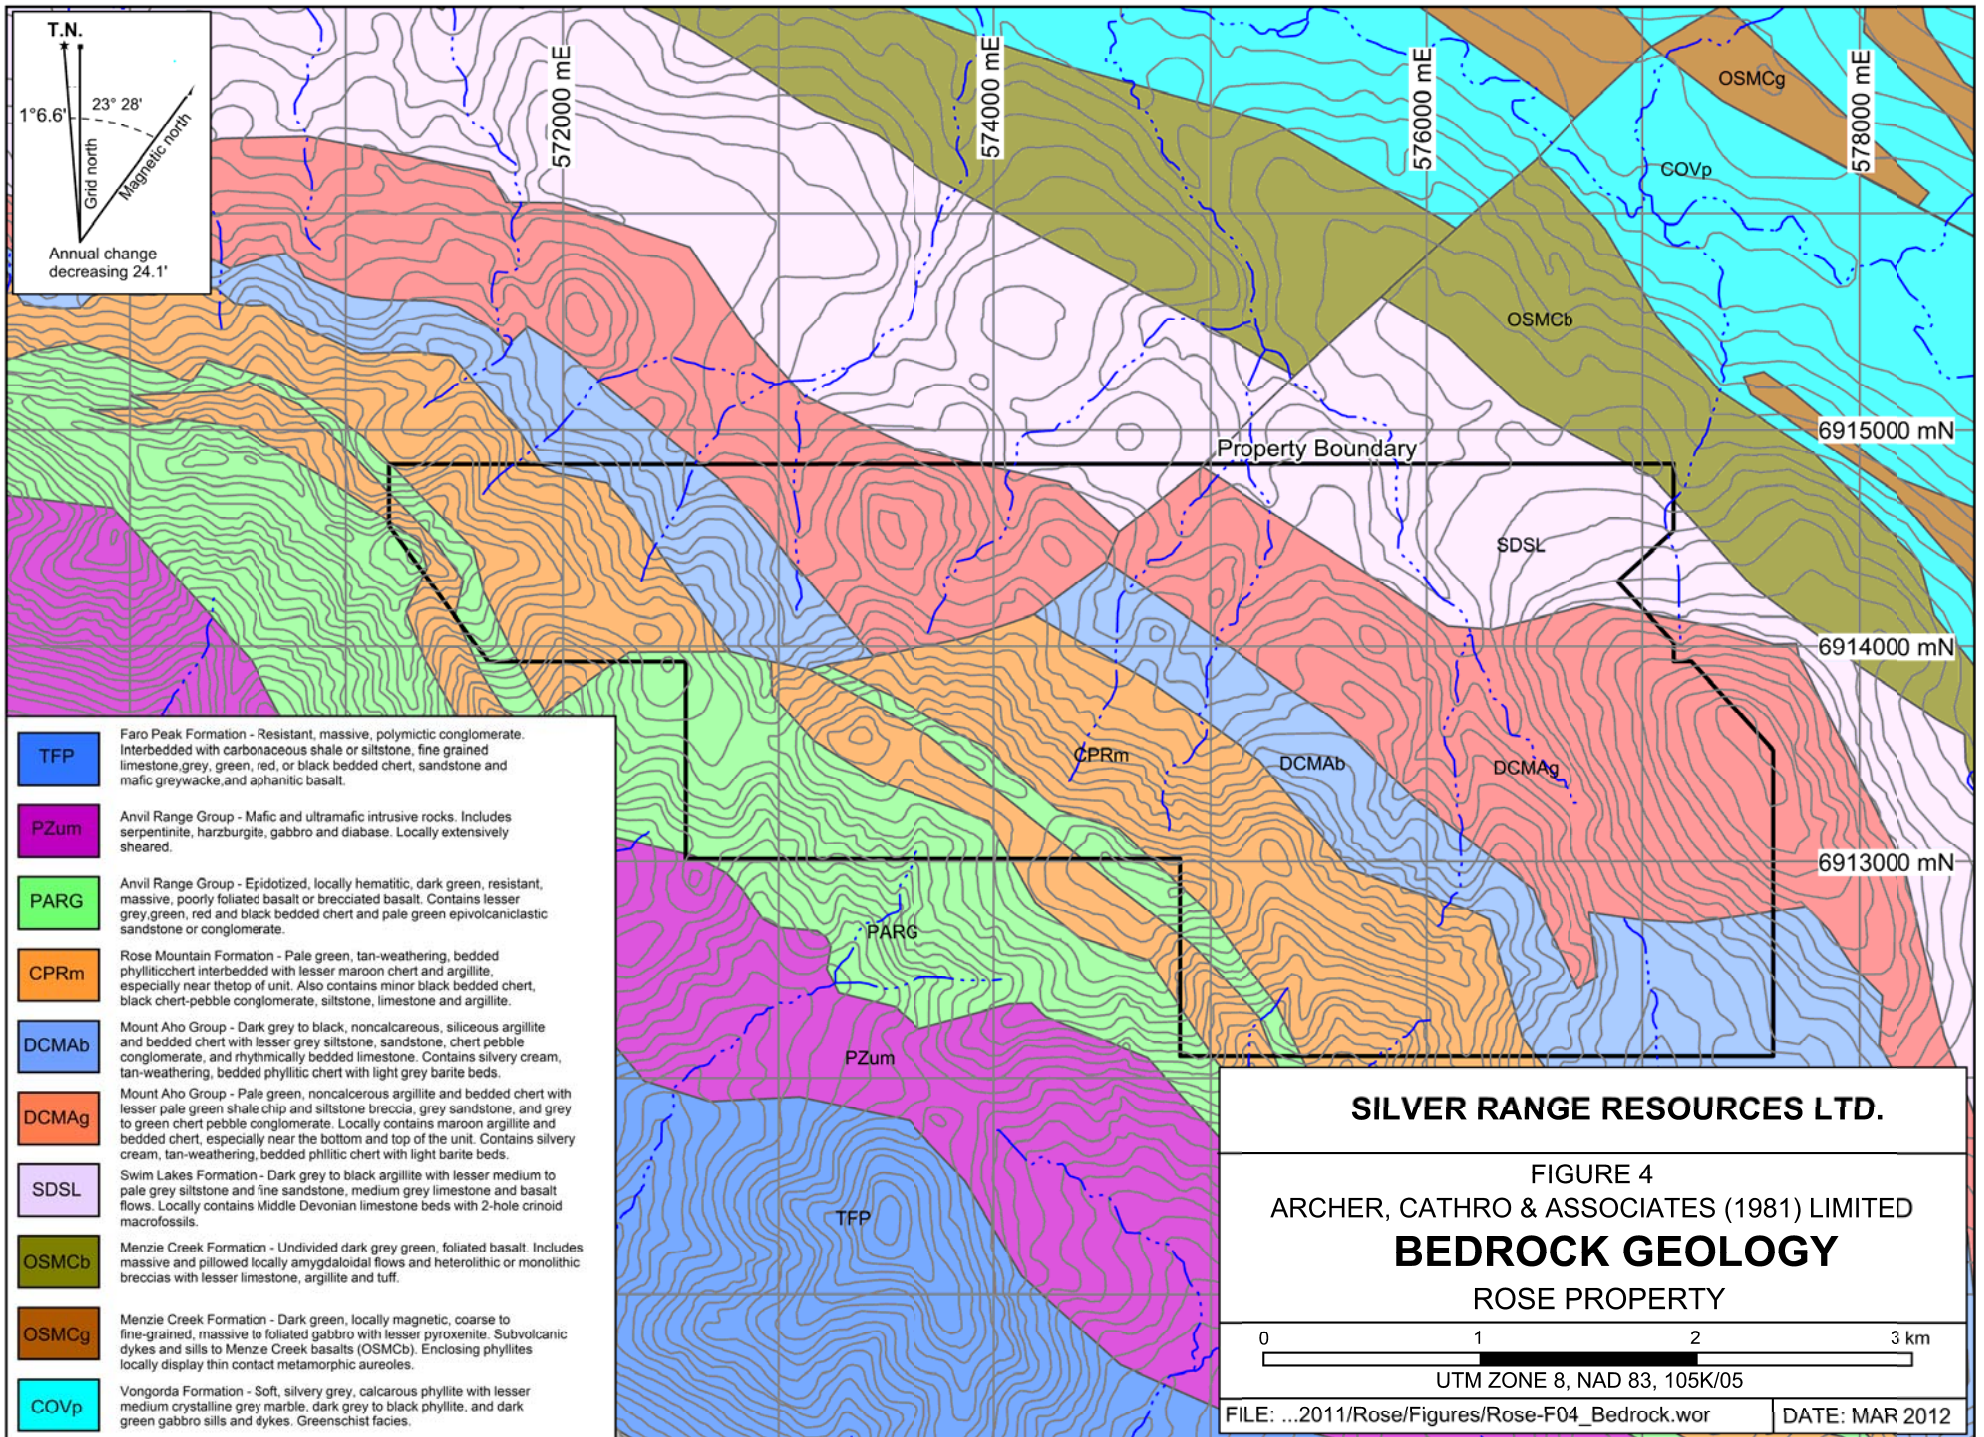 T.N.
1°6.6'
23° 28'
Grid north
Magnetic north
Annual change
decreasing 24.1'
572000 mE
574000 mE
576000 mE
578000 mE
OSMCg
COVp
OSMCb
6915000 mN
Property Boundary
SDSL
6914000 mN
CPRm
DCMAb
DCMAg
6913000 mN
PARG
PZum
TFP
TFP
Faro Peak Formation - Resistant, massive, polymictic conglomerate.
Interbedded with carbonaceous shale or siltstone, fine grained
limestone,grey, green, red, or black bedded chert, sandstone and
mafic greywacke,and aphanitic basalt.
PZum
Anvil Range Group - Mafic and ultramafic intrusive rocks. Includes
serpentinite, harzburgite, gabbro and diabase. Locally extensively
sheared.
PARG
Anvil Range Group - Epidotized, locally hematitic, dark green, resistant,
massive, poorly foliated basalt or brecciated basalt. Contains lesser
grey,green, red and black bedded chert and pale green epivolcaniclastic
sandstone or conglomerate.
CPRm
Rose Mountain Formation - Pale green, tan-weathering, bedded
phylliticchert interbedded with lesser maroon chert and argillite,
especially near thetop of unit. Also contains minor black bedded chert,
black chert-pebble conglomerate, siltstone, limestone and argillite.
DCMAb
Mount Aho Group - Dark grey to black, noncalcareous, siliceous argillite
and bedded chert with lesser grey siltstone, sandstone, chert pebble
conglomerate, and rhythmically bedded limestone. Contains silvery cream,
tan-weathering, bedded phyllitic chert with light grey barite beds.
DCMAg
Mount Aho Group - Pale green, noncalcerous argillite and bedded chert with
lesser pale green shale chip and siltstone breccia, grey sandstone, and grey
to green chert pebble conglomerate. Locally contains maroon argillite and
bedded chert, especially near the bottom and top of the unit. Contains silvery
cream, tan-weathering, bedded phllitic chert with light barite beds.
SDSL
Swim Lakes Formation - Dark grey to black argillite with lesser medium to
pale grey siltstone and fine sandstone, medium grey limestone and basalt
flows. Locally contains Middle Devonian limestone beds with 2-hole crinoid
macrofossils.
OSMCb
Menzie Creek Formation - Undivided dark grey green, foliated basalt. Includes
massive and pillowed locally amygdaloidal flows and heterolithic or monolithic
breccias with lesser limestone, argillite and tuff.
OSMCg
Menzie Creek Formation - Dark green, locally magnetic, coarse to
fine-grained, massive to foliated gabbro with lesser pyroxenite. Subvolcanic
dykes and sills to Menzie Creek basalts (OSMCb). Enclosing phyllites
locally display thin contact metamorphic aureoles.
COVp
Vongorda Formation - Soft, silvery grey, calcarous phyllite with lesser
medium crystalline grey marble, dark grey to black phyllite, and dark
green gabbro sills and dykes. Greenschist facies.
SILVER RANGE RESOURCES LTD.
FIGURE 4
ARCHER, CATHRO & ASSOCIATES (1981) LIMITED
BEDROCK GEOLOGY
ROSE PROPERTY
0 1 2 3 km
UTM ZONE 8, NAD 83, 105K/05
FILE: ...2011/Rose/Figures/Rose-F04_Bedrock.wor
DATE: MAR 2012